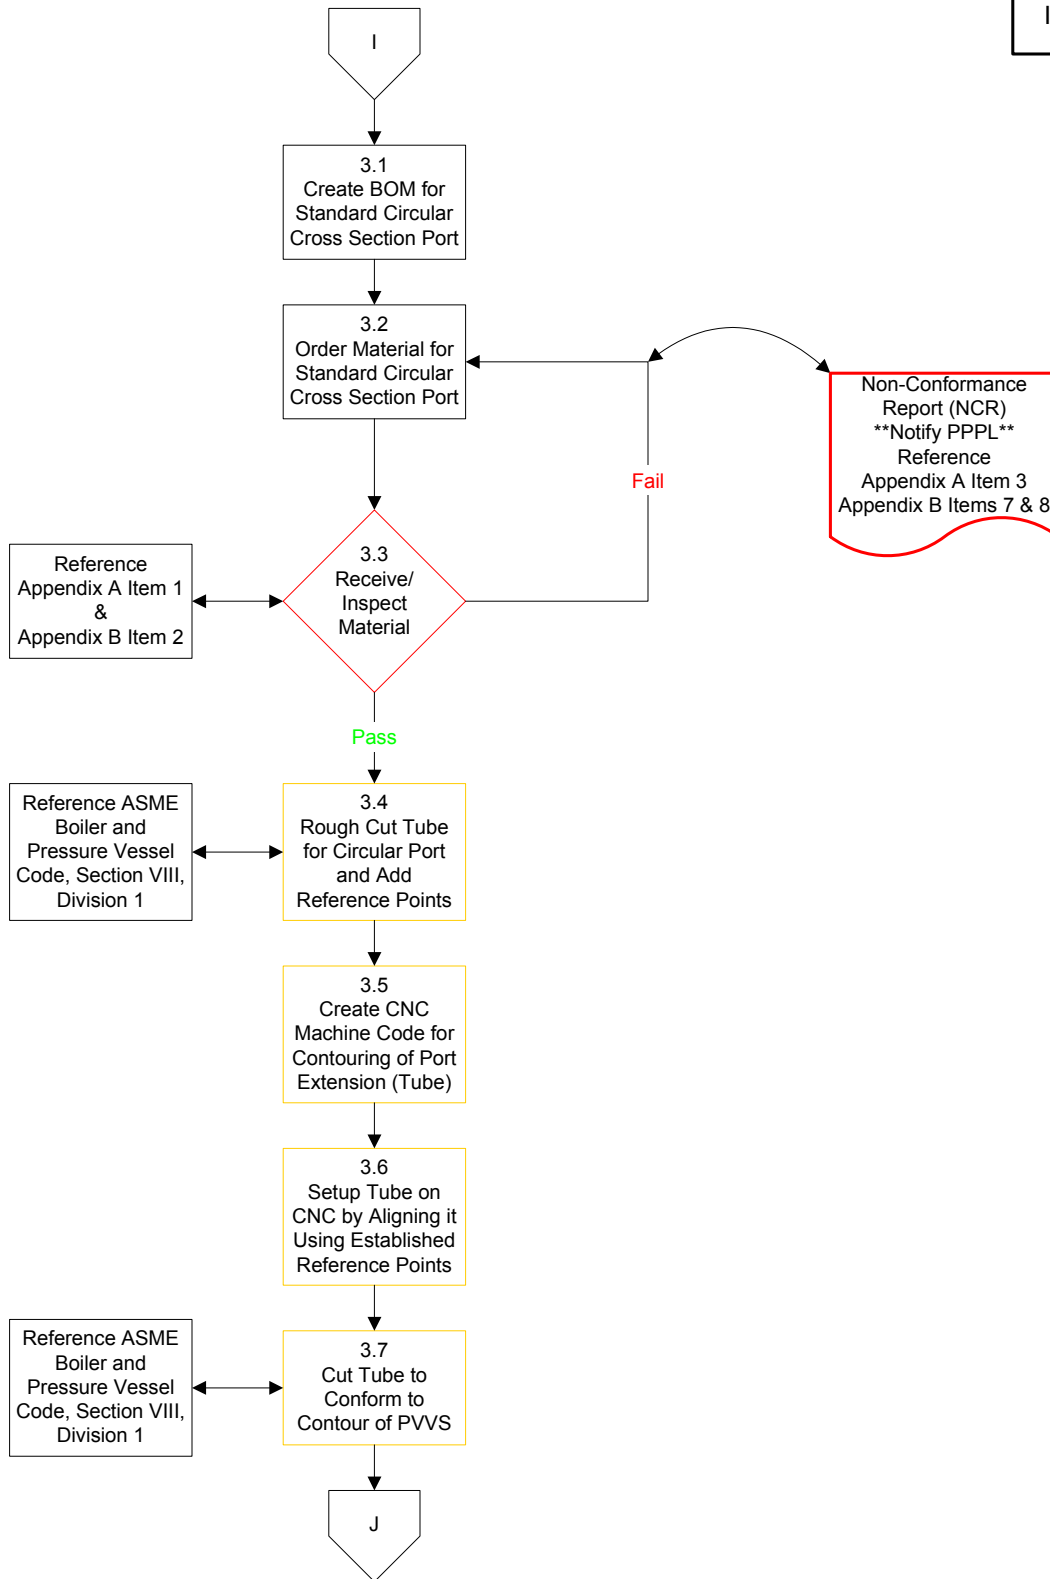 I
I
3.1
Create BOM for
Standard Circular
Cross Section Port
3.2
Order Material for
Standard Circular
Cross Section Port
Non-Conformance
Report (NCR)
**Notify PPPL**
Reference
Appendix A Item 3
Appendix B Items 7 & 8
Fail
3.3
Receive/
Inspect
Material
Reference
Appendix A Item 1
&
Appendix B Item 2
Pass
Reference ASME
Boiler and
Pressure Vessel
Code, Section VIII,
Division 1
3.4
Rough Cut Tube
for Circular Port
and Add
Reference Points
3.5
Create CNC
Machine Code for
Contouring of Port
Extension (Tube)
3.6
Setup Tube on
CNC by Aligning it
Using Established
Reference Points
Reference ASME
Boiler and
Pressure Vessel
Code, Section VIII,
Division 1
3.7
Cut Tube to
Conform to
Contour of PVVS
J